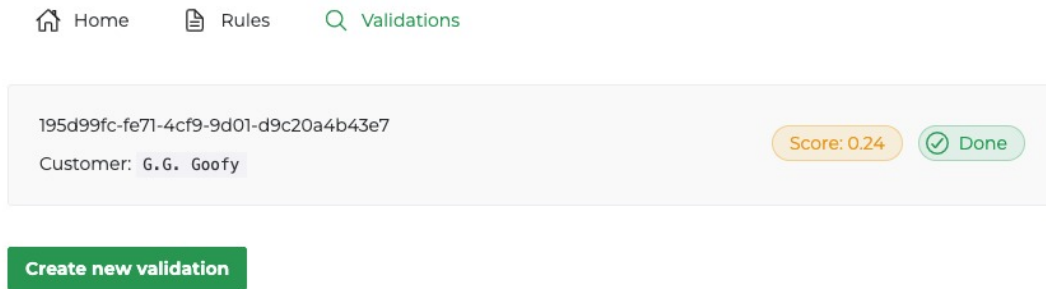 Home Rules Validations
195d99fc-fe71-4cf9-9d01-d9c20a4b43e7
Customer: G.G. Goofy
Score: 0.24 Done
Create new validation